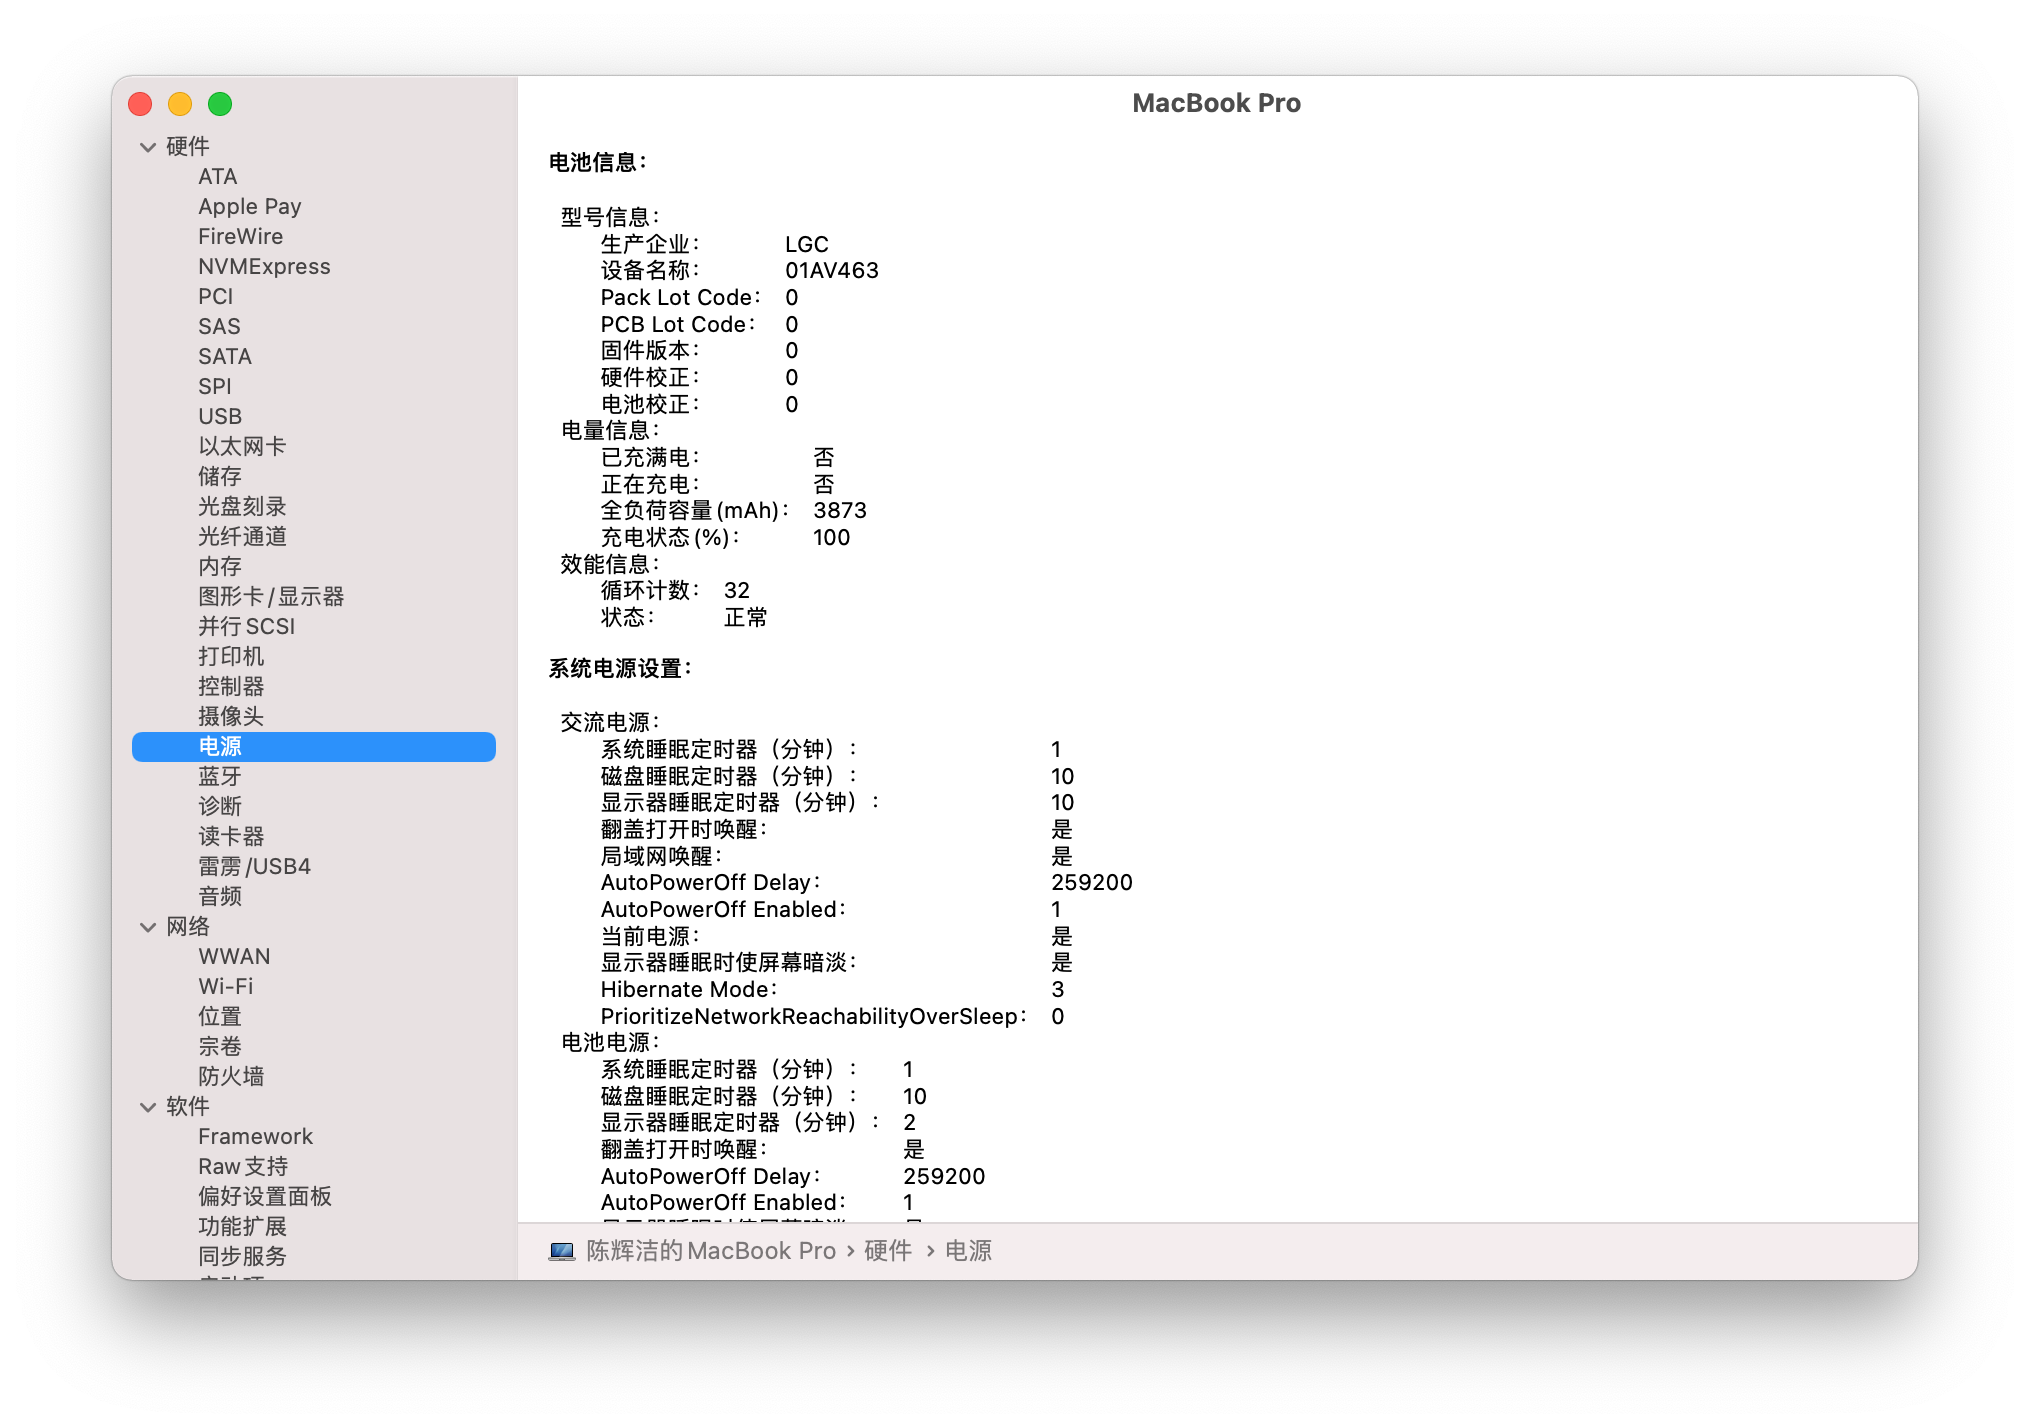 硬件
ATA
Apple Pay
FireWire
NVMExpress
PCI
SAS
SATA
SPI
USB
以太网卡
储存
光盘刻录
光纤通道
内存
图形卡/显示器
并行SCSI
打印机
控制器
摄像头
电源
蓝牙
诊断
读卡器
雷雳/USB4
音频
网络
WWAN
Wi-Fi
位置
宗卷
防火墙
软件
Framework
Raw支持
偏好设置面板
功能扩展
同步服务
MacBook Pro
电池信息：
型号信息：
生产企业： LGC
设备名称： 01AV463
Pack Lot Code： 0
PCB Lot Code： 0
固件版本： 0
硬件校正： 0
电池校正： 0
电量信息：
已充满电： 否
正在充电： 否
全负荷容量(mAh)： 3873
充电状态(%)： 100
效能信息：
循环计数： 32
状态： 正常
系统电源设置：
交流电源：
系统睡眠定时器（分钟）： 1
磁盘睡眠定时器（分钟）： 10
显示器睡眠定时器（分钟）： 10
翻盖打开时唤醒： 是
局域网唤醒： 是
AutoPowerOff Delay： 259200
AutoPowerOff Enabled： 1
当前电源： 是
显示器睡眠时使屏幕暗淡： 是
Hibernate Mode： 3
PrioritizeNetworkReachabilityOverSleep： 0
电池电源：
系统睡眠定时器（分钟）： 1
磁盘睡眠定时器（分钟）： 10
显示器睡眠定时器（分钟）： 2
翻盖打开时唤醒： 是
AutoPowerOff Delay： 259200
AutoPowerOff Enabled： 1
陈辉洁的MacBook Pro › 硬件 › 电源